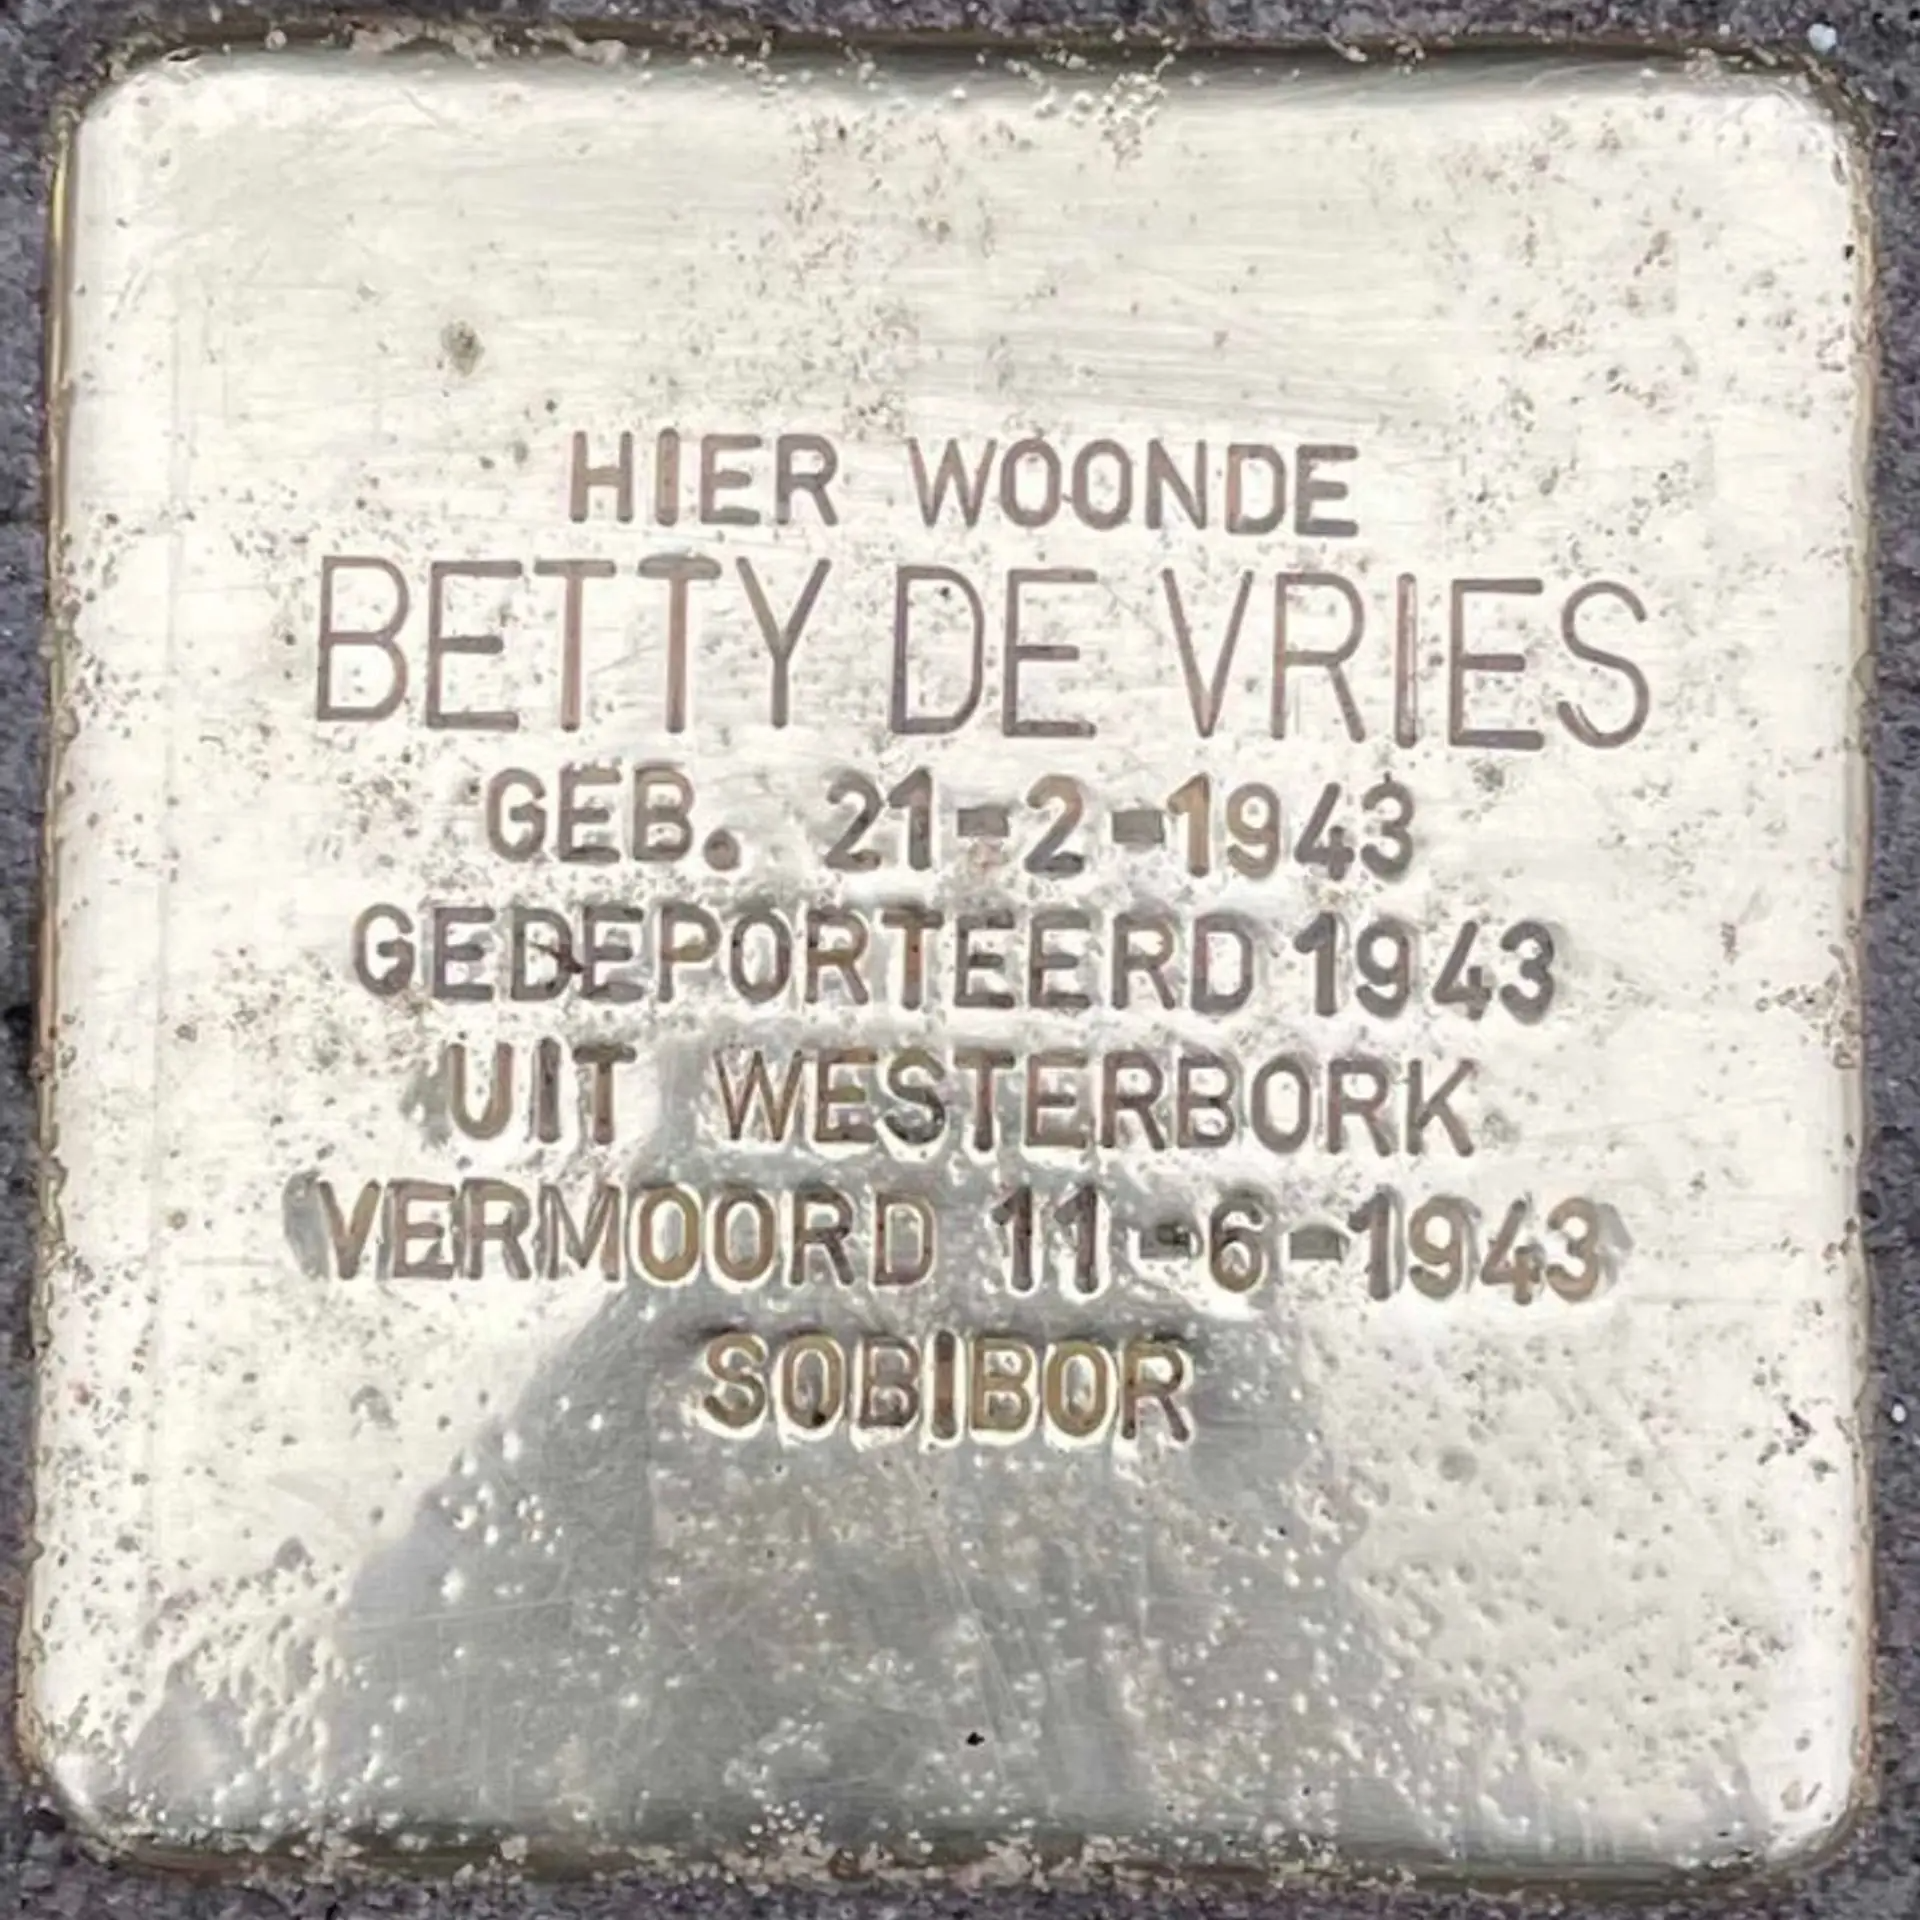 HIER WOONDE
BETTY DE VRIES
GEB. 21-2-1943
GEDEPORTEERD 1943
UIT WESTERBORK
VERMOORD 11-6-1943
SOBIBOR